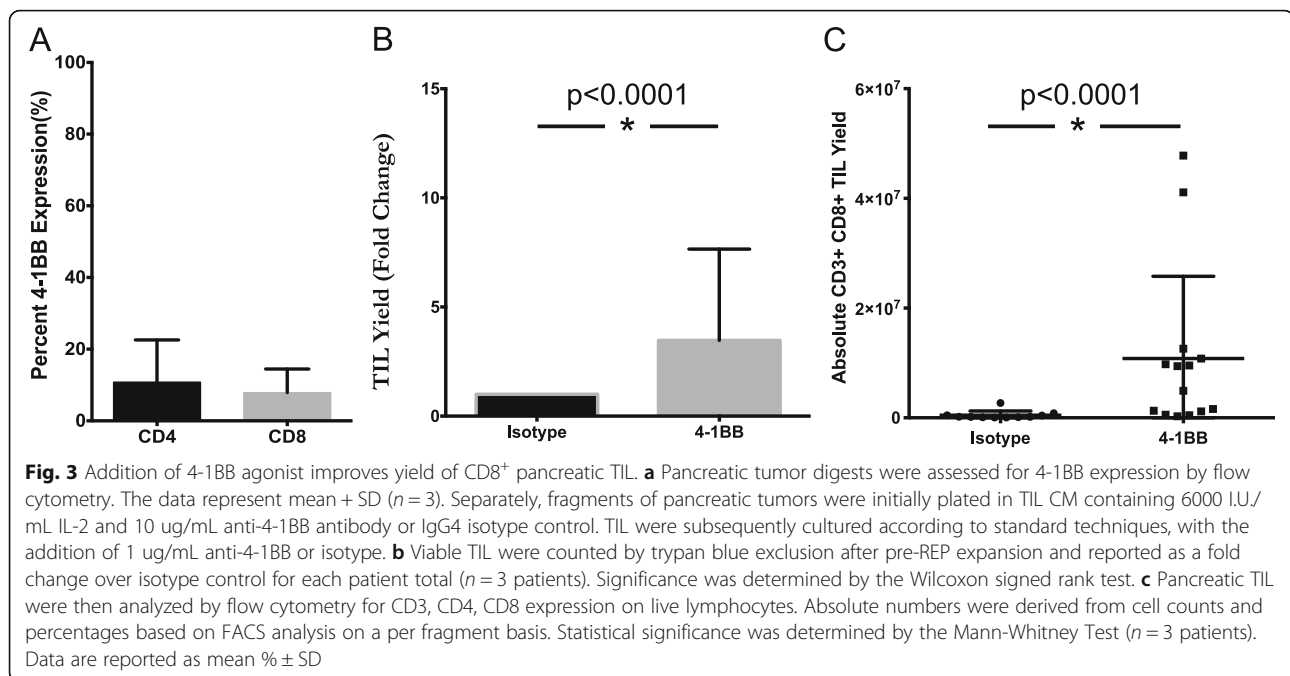 A
Percent 4-1BB Expression(%)
100
80
60
40
20
0
CD4
CD8
B
TIL Yield (Fold Change)
15
10
5
0
p<0.0001
*
Isotype
4-1BB
C
Absolute CD3+ CD8+ TIL Yield
6×10⁷
4×10⁷
2×10⁷
0
p<0.0001
*
Isotype
4-1BB
Fig. 3 Addition of 4-1BB agonist improves yield of CD8⁺ pancreatic TIL. a Pancreatic tumor digests were assessed for 4-1BB expression by flow
cytometry. The data represent mean + SD (n = 3). Separately, fragments of pancreatic tumors were initially plated in TIL CM containing 6000 I.U./
mL IL-2 and 10 ug/mL anti-4-1BB antibody or IgG4 isotype control. TIL were subsequently cultured according to standard techniques, with the
addition of 1 ug/mL anti-4-1BB or isotype. b Viable TIL were counted by trypan blue exclusion after pre-REP expansion and reported as a fold
change over isotype control for each patient total (n = 3 patients). Significance was determined by the Wilcoxon signed rank test. c Pancreatic TIL
were then analyzed by flow cytometry for CD3, CD4, CD8 expression on live lymphocytes. Absolute numbers were derived from cell counts and
percentages based on FACS analysis on a per fragment basis. Statistical significance was determined by the Mann-Whitney Test (n = 3 patients).
Data are reported as mean % ± SD